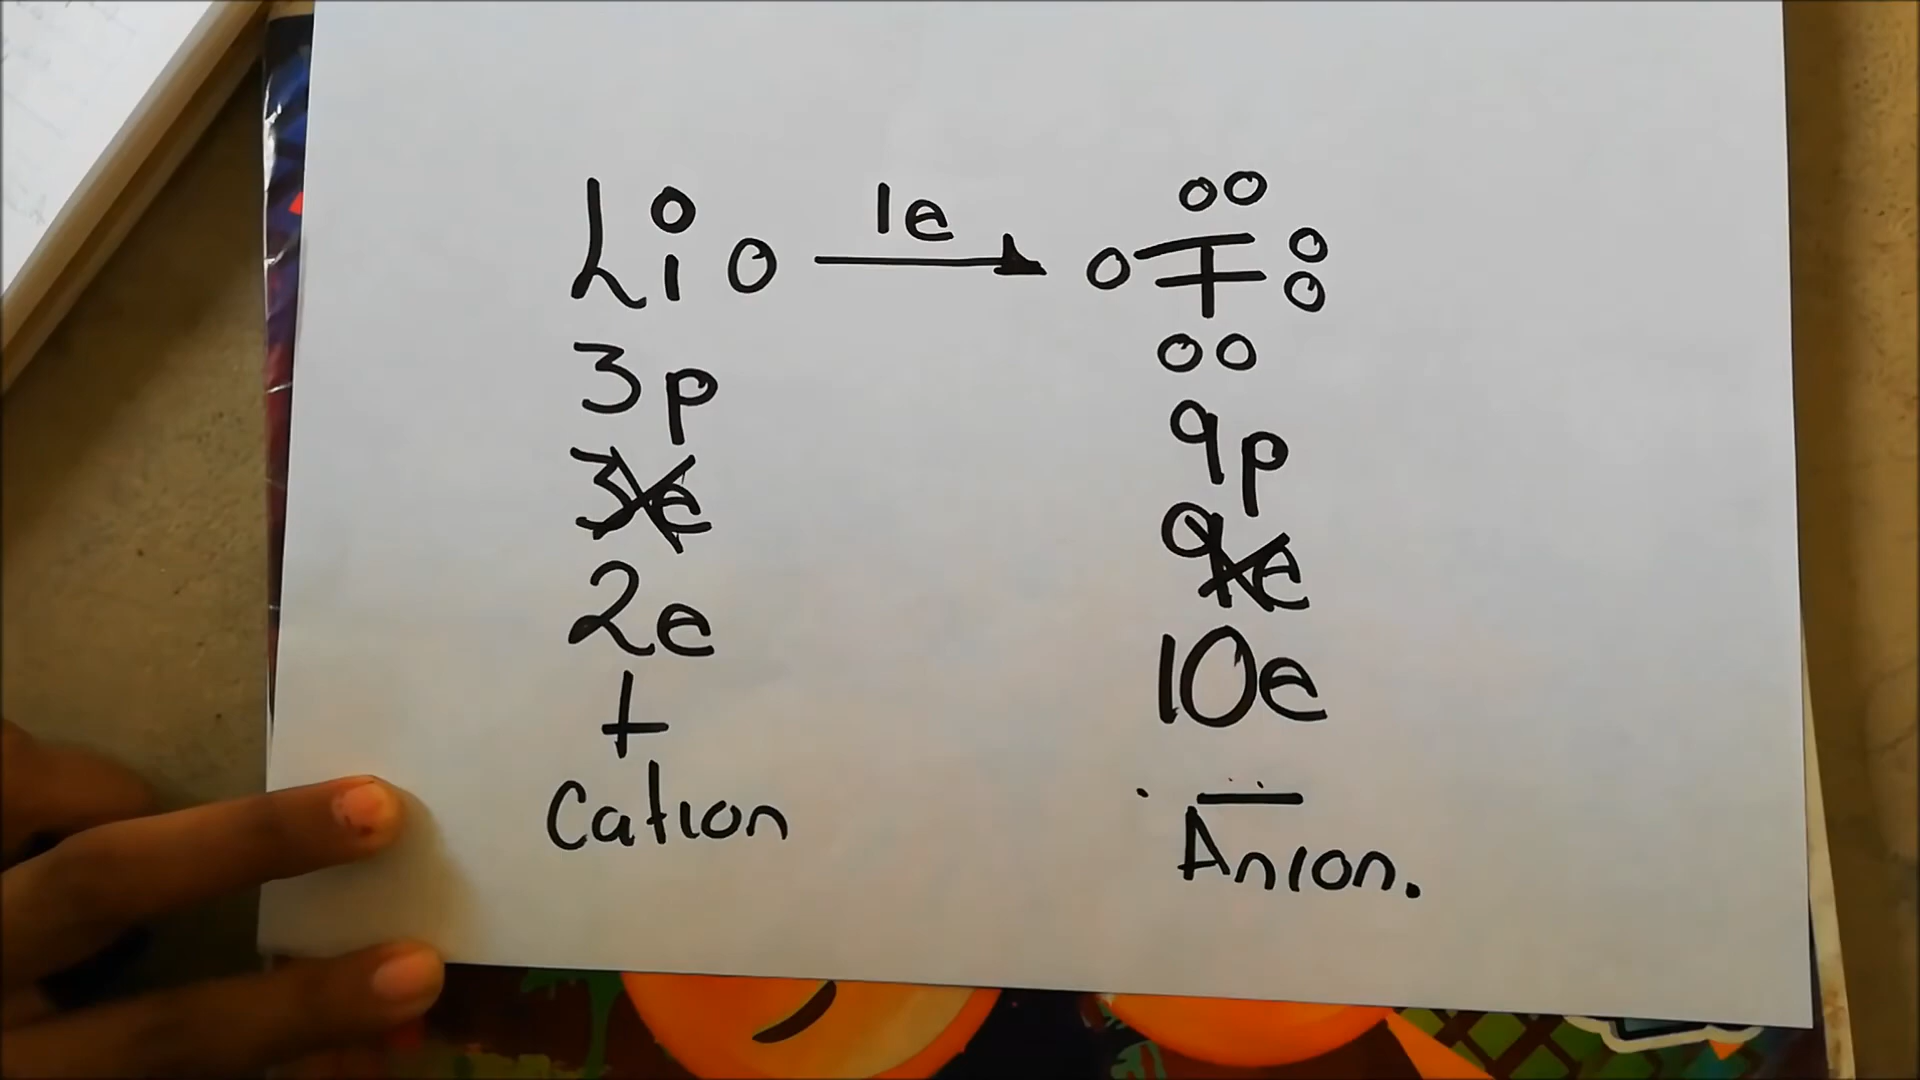 Li 1e F
3p 9p
3e 9e
2e 10e
+ –
Cation Anion.